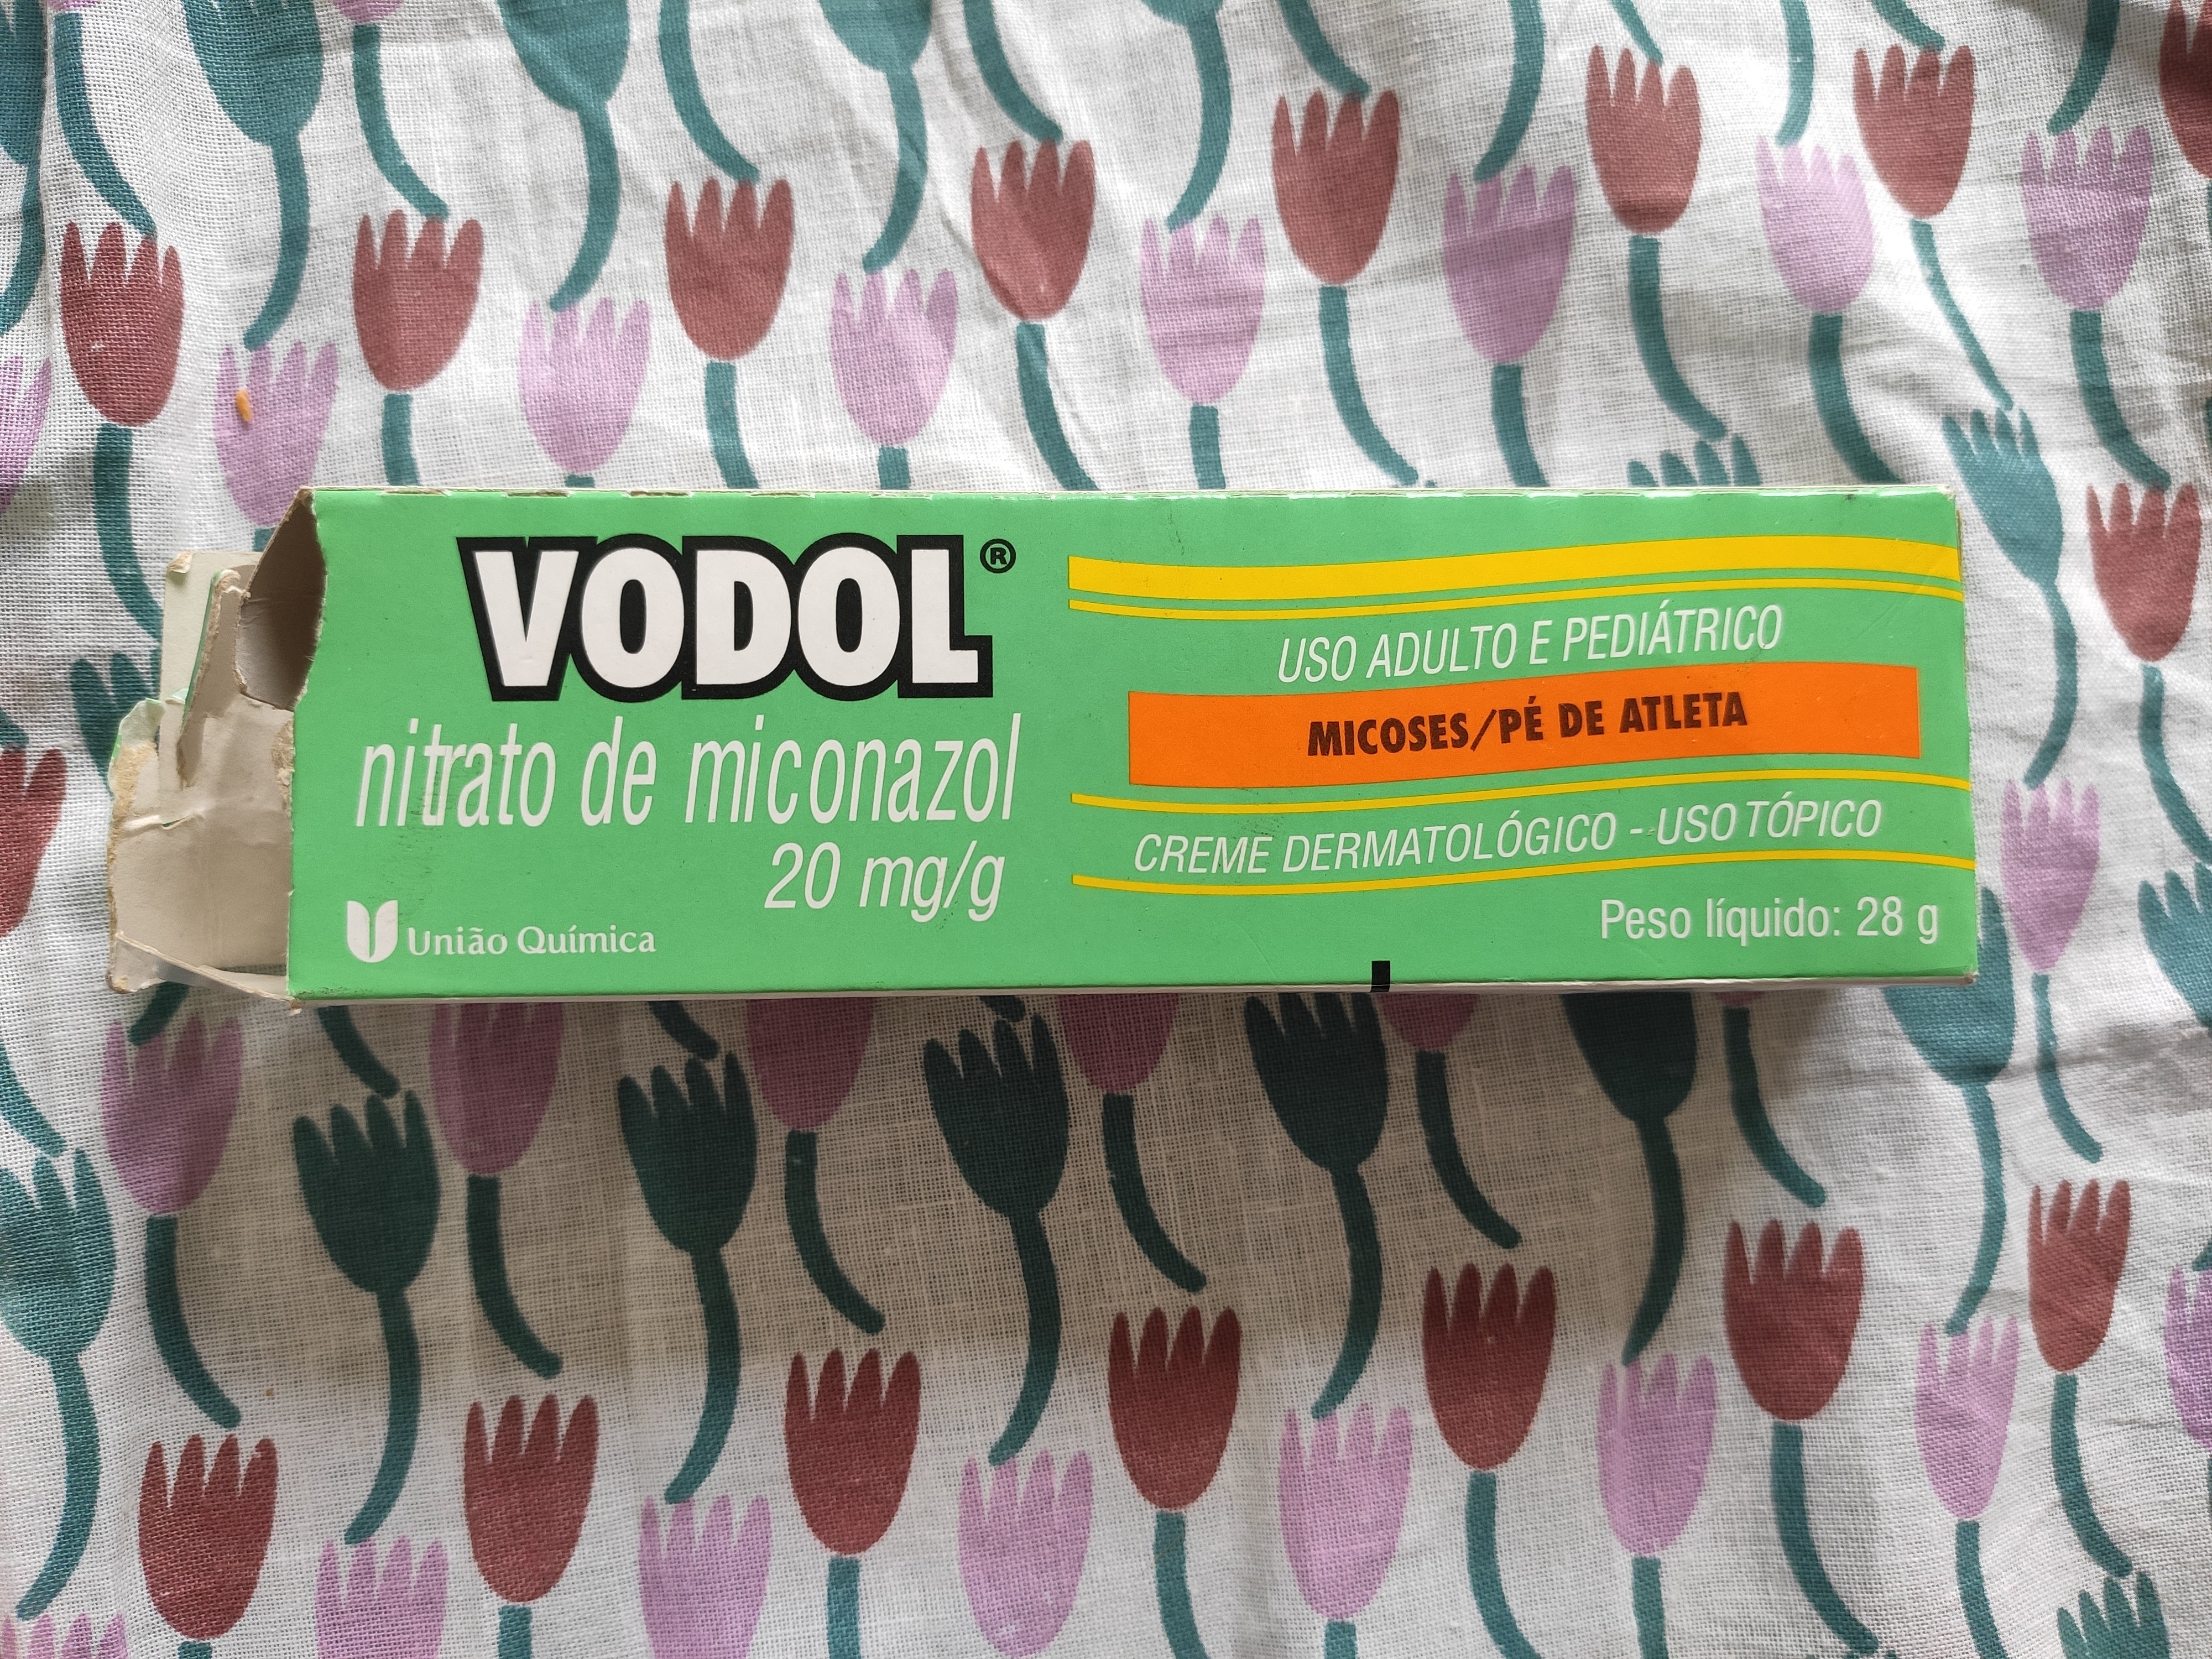 VODOL®
nitrato de miconazol
20 mg/g
União Química
USO ADULTO E PEDIÁTRICO
MICOSES/PÉ DE ATLETA
CREME DERMATOLÓGICO - USO TÓPICO
Peso líquido: 28 g